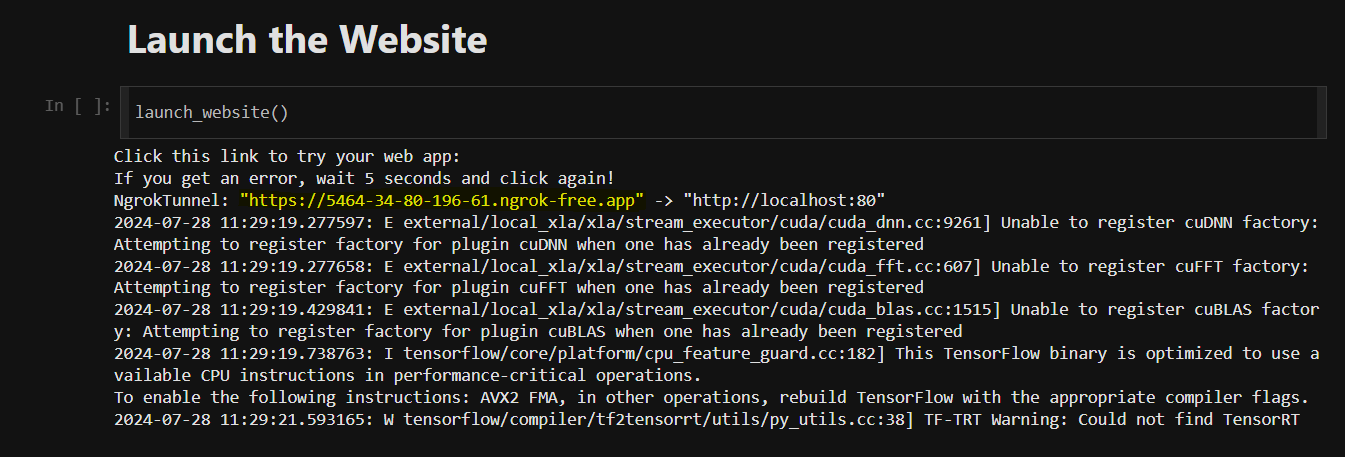 Launch the Website
In [ ]:
launch_website()
Click this link to try your web app:
If you get an error, wait 5 seconds and click again!
NgrokTunnel: "https://5464-34-80-196-61.ngrok-free.app" -> "http://localhost:80"
2024-07-28 11:29:19.277597: E external/local_xla/xla/stream_executor/cuda/cuda_dnn.cc:9261] Unable to register cuDNN factory:
Attempting to register factory for plugin cuDNN when one has already been registered
2024-07-28 11:29:19.277658: E external/local_xla/xla/stream_executor/cuda/cuda_fft.cc:607] Unable to register cuFFT factory:
Attempting to register factory for plugin cuFFT when one has already been registered
2024-07-28 11:29:19.429841: E external/local_xla/xla/stream_executor/cuda/cuda_blas.cc:1515] Unable to register cuBLAS factor
y: Attempting to register factory for plugin cuBLAS when one has already been registered
2024-07-28 11:29:19.738763: I tensorflow/core/platform/cpu_feature_guard.cc:182] This TensorFlow binary is optimized to use a
vailable CPU instructions in performance-critical operations.
To enable the following instructions: AVX2 FMA, in other operations, rebuild TensorFlow with the appropriate compiler flags.
2024-07-28 11:29:21.593165: W tensorflow/compiler/tf2tensorrt/utils/py_utils.cc:38] TF-TRT Warning: Could not find TensorRT